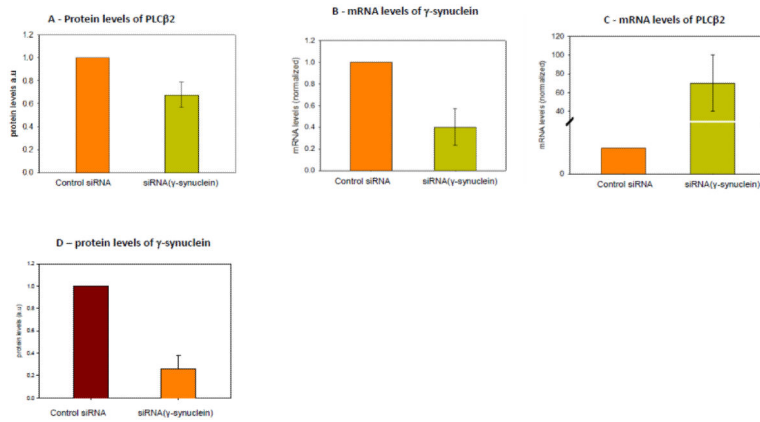 A - Protein levels of PLCβ2
1.2
1.0
0.8
0.6
0.4
0.2
0.0
protein levels a.u
Control siRNA
siRNA(γ-synuclein)
B - mRNA levels of γ-synuclein
1.2
1.0
0.8
0.6
0.4
0.2
0.0
mRNA levels (normalized)
Control siRNA
siRNA(γ-synuclein)
C - mRNA levels of PLCβ2
120
100
80
60
40
0
mRNA levels (normalized)
Control siRNA
siRNA(γ-synuclein)
D – protein levels of γ-synuclein
1.2
1.0
0.8
0.6
0.4
0.2
0.0
protein levels (a.u)
Control siRNA
siRNA(γ-synuclein)